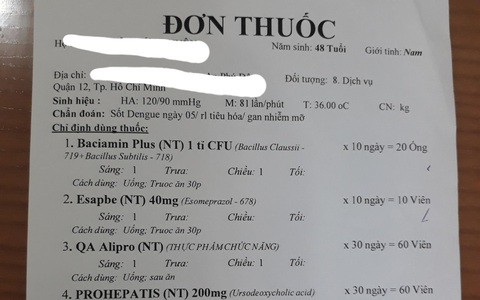 ĐƠN THUỐC
Năm sinh: 48 Tuổi Giới tính: Nam
Địa chỉ: Đối tượng: 8. Dịch vụ
Quận 12, Tp. Hồ Chí Minh
Sinh hiệu : HA: 120/90 mmHg M: 81 lần/phút T: 36.00 oC CN: kg
Chẩn đoán: Sốt Dengue ngày 05/ rl tiêu hóa/ gan nhiễm mỡ
Chỉ định dùng thuốc:
1. Baciamin Plus (NT) 1 tỉ CFU (Bacillus Claussii - x 10 ngày = 20 Ống
719+Bacillus Subtilis - 718)
Sáng: 1 Trưa: Chiều: 1 Tối:
Cách dùng: Uống; Truoc ăn 30p
2. Esapbe (NT) 40mg (Esomeprazol - 678) x 10 ngày = 10 Viên
Sáng: 1 Trưa: Chiều: Tối:
Cách dùng: Uống; Truoc ăn 30p
3. QA Alipro (NT) (THỰC PHẨM CHỨC NĂNG) x 30 ngày = 60 Viên
Sáng: 1 Trưa: Chiều: 1 Tối:
Cách dùng: Uống; sau ăn
4. PROHEPATIS (NT) 200mg (Ursodeoxycholic acid) x 30 ngày = 60 Viên